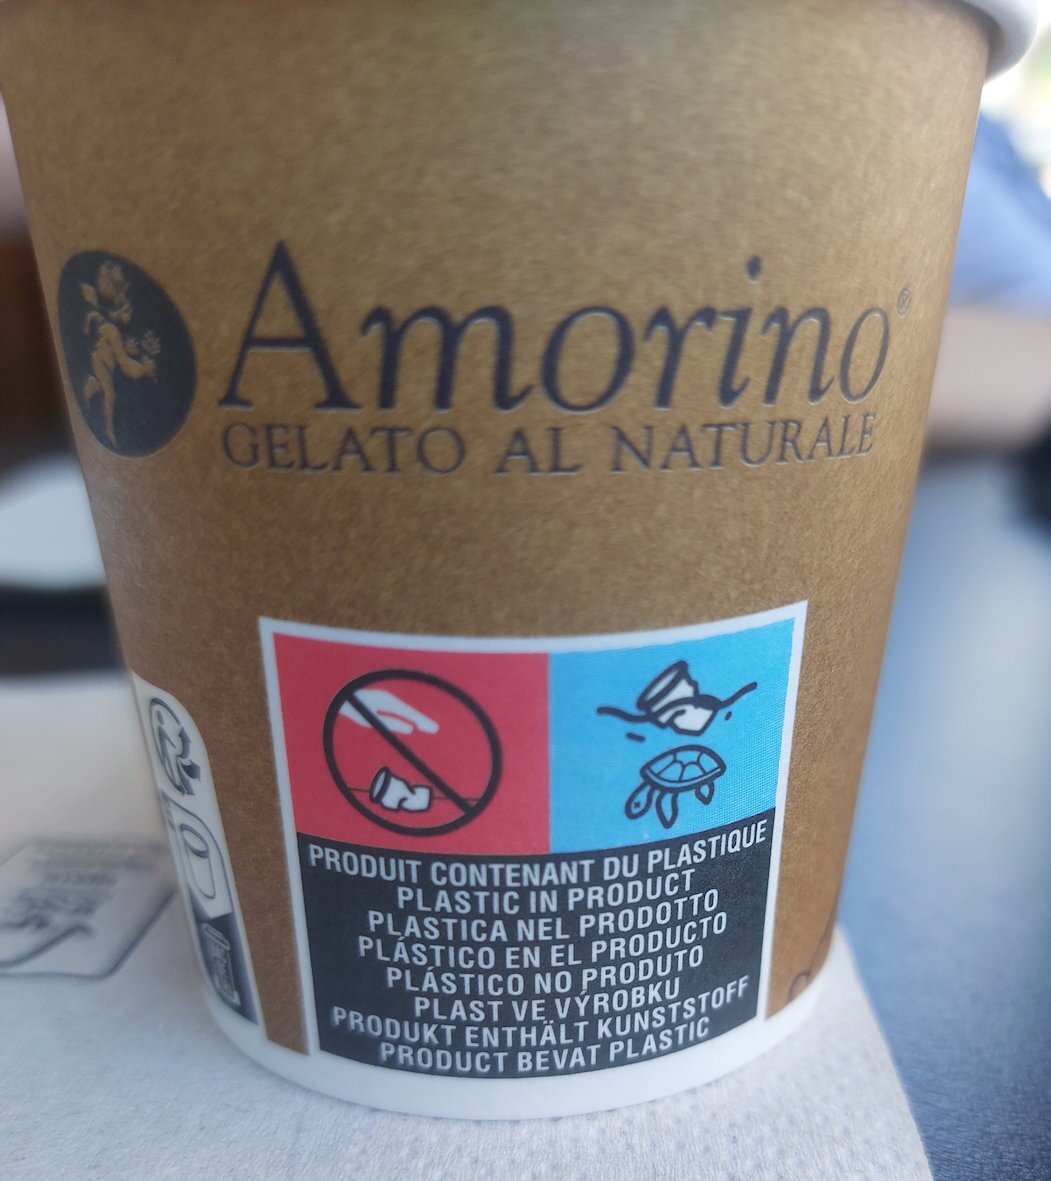 Amorino®
GELATO AL NATURALE
PRODUIT CONTENANT DU PLASTIQUE
PLASTIC IN PRODUCT
PLASTICA NEL PRODOTTO
PLÁSTICO EN EL PRODUCTO
PLÁSTICO NO PRODUTO
PLAST VE VÝROBKU
PRODUKT ENTHÄLT KUNSTSTOFF
PRODUCT BEVAT PLASTIC